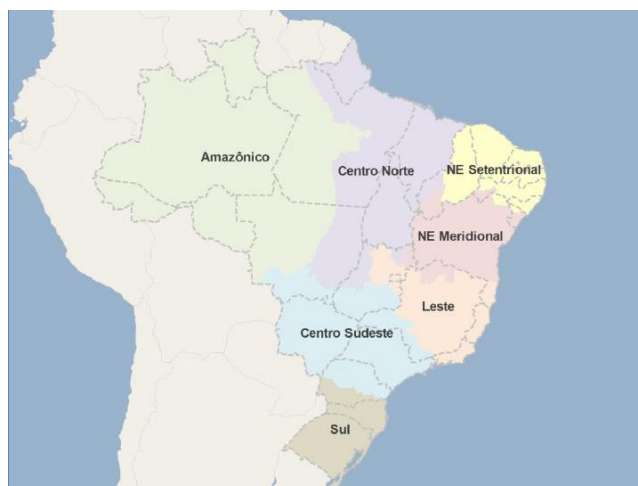 Amazônico
Centro Norte
NE Setentrional
NE Meridional
Leste
Centro Sudeste
Sul